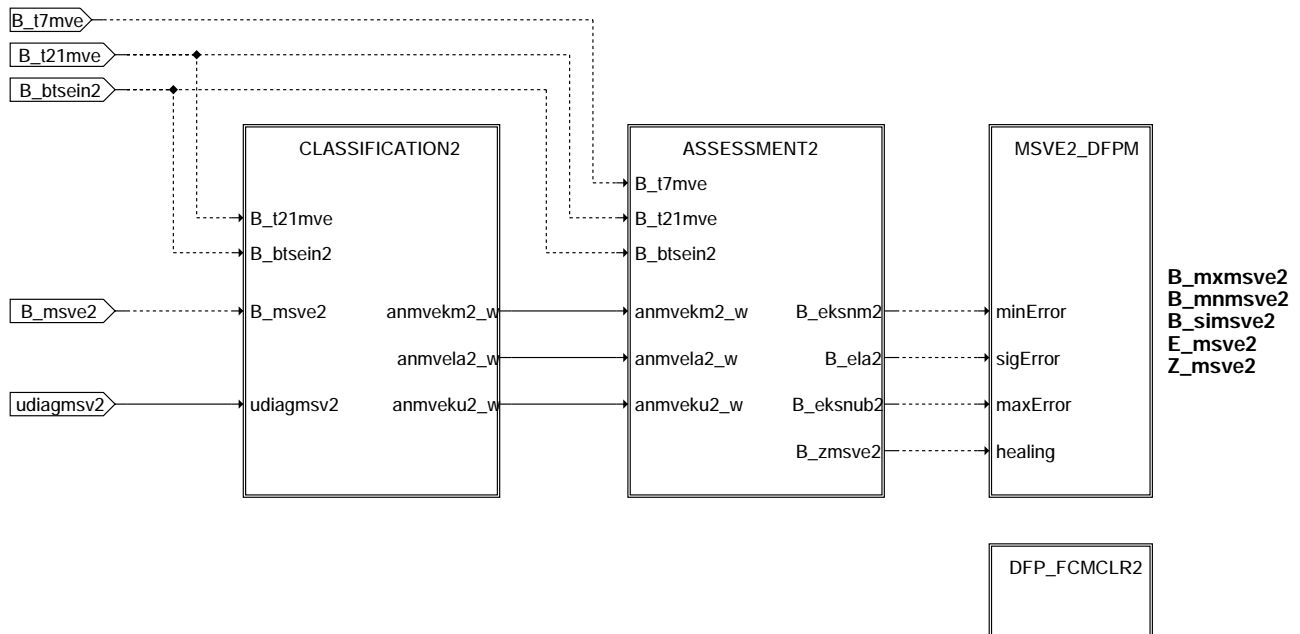 B_t7mve
B_t21mve
B_btsein2
CLASSIFICATION2
ASSESSMENT2
MSVE2_DFPM
B_t7mve
B_t21mve
B_t21mve
B_btsein2
B_btsein2
B_mxmsve2
B_mnmsve2
B_simsve2
E_msve2
Z_msve2
B_msve2
B_msve2
anmvekm2_w
anmvekm2_w
B_eksnm2
minError
anmvela2_w
anmvela2_w
B_ela2
sigError
udiagmsv2
udiagmsv2
anmveku2_w
anmveku2_w
B_eksnub2
maxError
B_zmsve2
healing
DFP_FCMCLR2